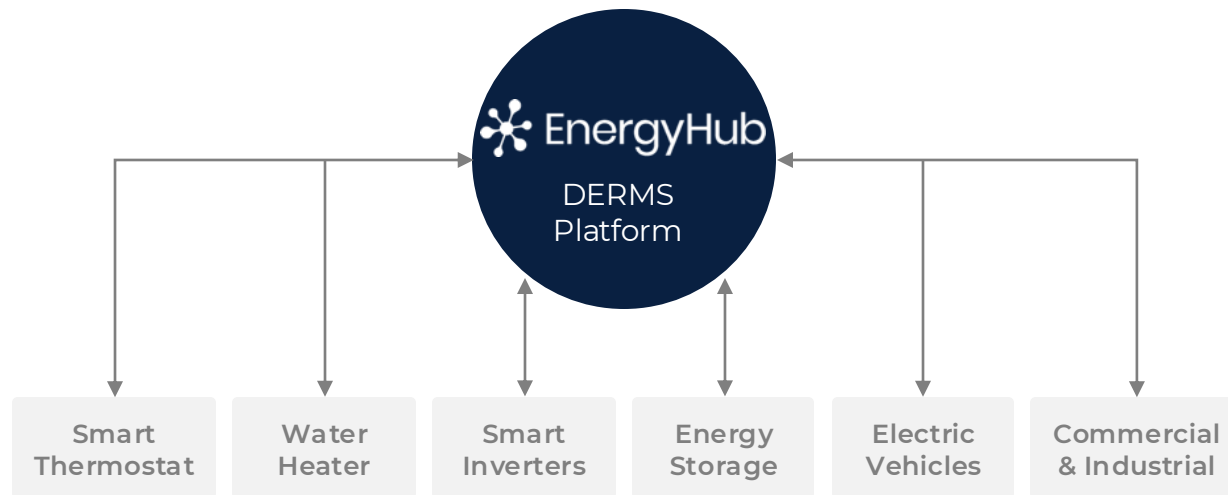 EnergyHub
DERMS
Platform
Smart
Thermostat
Water
Heater
Smart
Inverters
Energy
Storage
Electric
Vehicles
Commercial
& Industrial